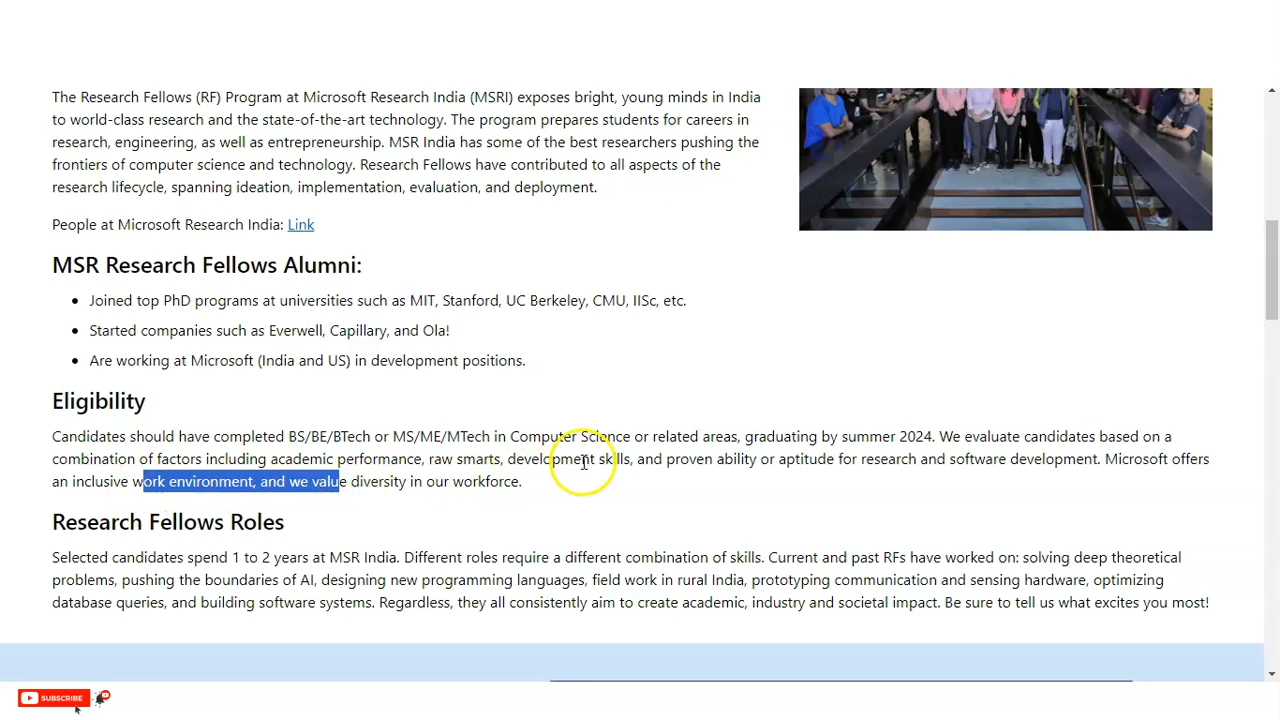 The Research Fellows (RF) Program at Microsoft Research India (MSRI) exposes bright, young minds in India
to world-class research and the state-of-the-art technology. The program prepares students for careers in
research, engineering, as well as entrepreneurship. MSR India has some of the best researchers pushing the
frontiers of computer science and technology. Research Fellows have contributed to all aspects of the
research lifecycle, spanning ideation, implementation, evaluation, and deployment.
People at Microsoft Research India: Link
MSR Research Fellows Alumni:
• Joined top PhD programs at universities such as MIT, Stanford, UC Berkeley, CMU, IISc, etc.
• Started companies such as Everwell, Capillary, and Ola!
• Are working at Microsoft (India and US) in development positions.
Eligibility
Candidates should have completed BS/BE/BTech or MS/ME/MTech in Computer Science or related areas, graduating by summer 2024. We evaluate candidates based on a
combination of factors including academic performance, raw smarts, development skills, and proven ability or aptitude for research and software development. Microsoft offers
an inclusive work environment, and we value diversity in our workforce.
Research Fellows Roles
Selected candidates spend 1 to 2 years at MSR India. Different roles require a different combination of skills. Current and past RFs have worked on: solving deep theoretical
problems, pushing the boundaries of AI, designing new programming languages, field work in rural India, prototyping communication and sensing hardware, optimizing
database queries, and building software systems. Regardless, they all consistently aim to create academic, industry and societal impact. Be sure to tell us what excites you most!
SUBSCRIBE